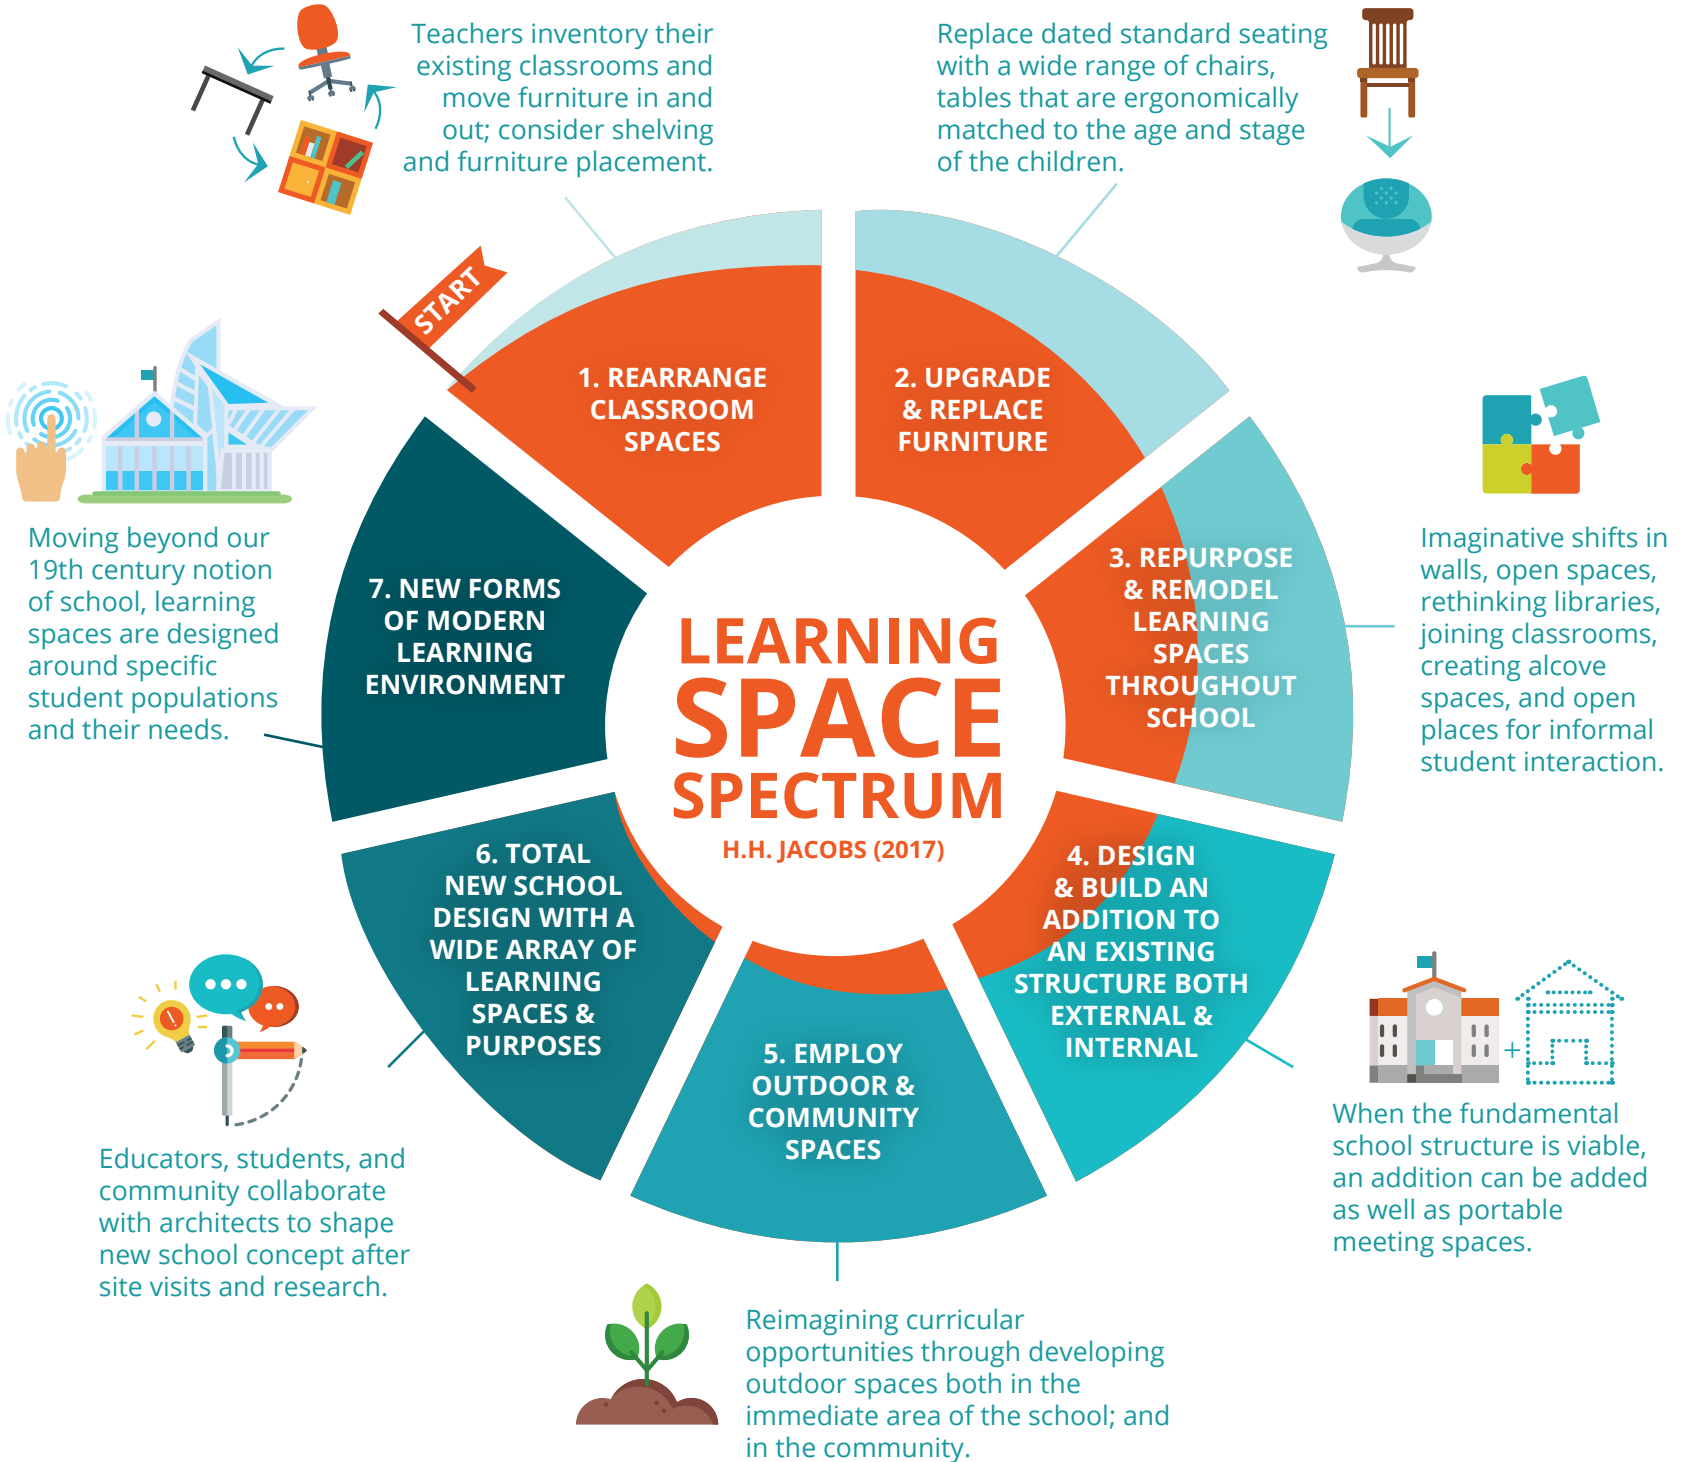 LEARNING
SPACE
SPECTRUM
H.H. JACOBS (2017)
START
1. REARRANGE
CLASSROOM
SPACES
Teachers inventory their
existing classrooms and
move furniture in and
out; consider shelving
and furniture placement.
2. UPGRADE
& REPLACE
FURNITURE
Replace dated standard seating
with a wide range of chairs,
tables that are ergonomically
matched to the age and stage
of the children.
3. REPURPOSE
& REMODEL
LEARNING
SPACES
THROUGHOUT
SCHOOL
Imaginative shifts in
walls, open spaces,
rethinking libraries,
joining classrooms,
creating alcove
spaces, and open
places for informal
student interaction.
4. DESIGN
& BUILD AN
ADDITION TO
AN EXISTING
STRUCTURE BOTH
EXTERNAL &
INTERNAL
When the fundamental
school structure is viable,
an addition can be added
as well as portable
meeting spaces.
5. EMPLOY
OUTDOOR &
COMMUNITY
SPACES
Reimagining curricular
opportunities through developing
outdoor spaces both in the
immediate area of the school; and
in the community.
6. TOTAL
NEW SCHOOL
DESIGN WITH A
WIDE ARRAY OF
LEARNING
SPACES &
PURPOSES
Educators, students, and
community collaborate
with architects to shape
new school concept after
site visits and research.
7. NEW FORMS
OF MODERN
LEARNING
ENVIRONMENT
Moving beyond our
19th century notion
of school, learning
spaces are designed
around specific
student populations
and their needs.